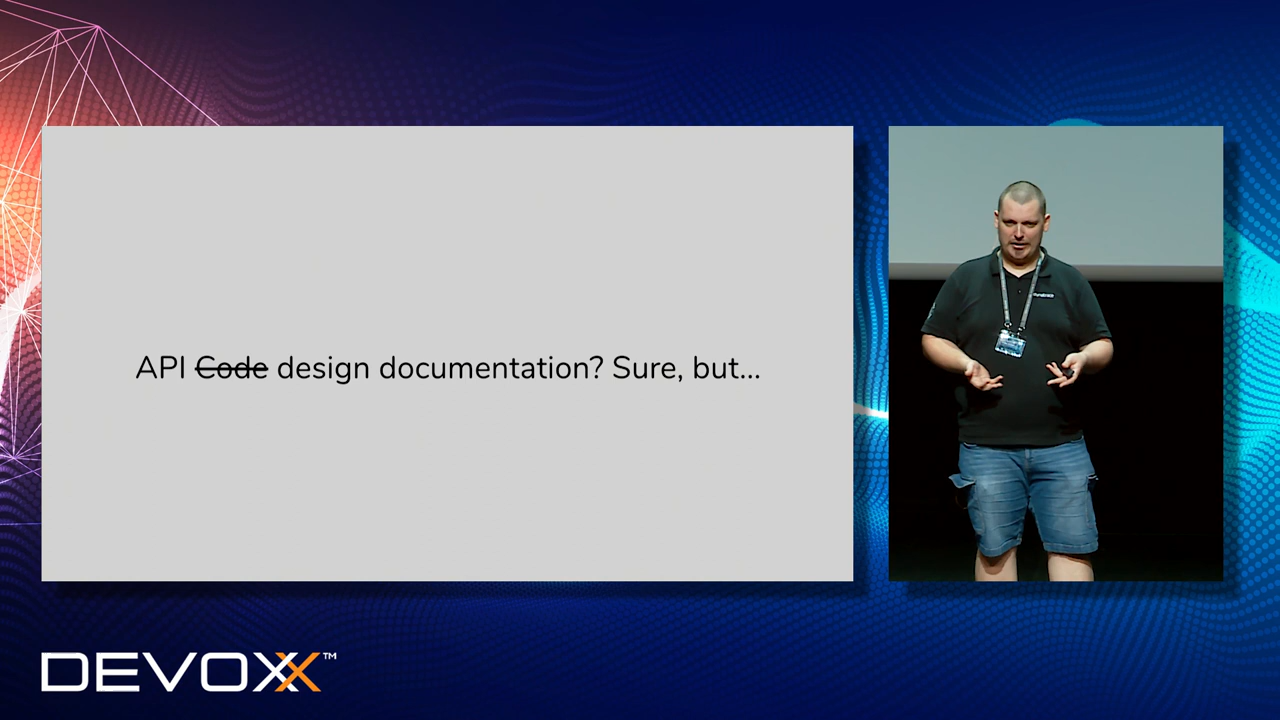 API Code design documentation? Sure, but...
DEVOXX™